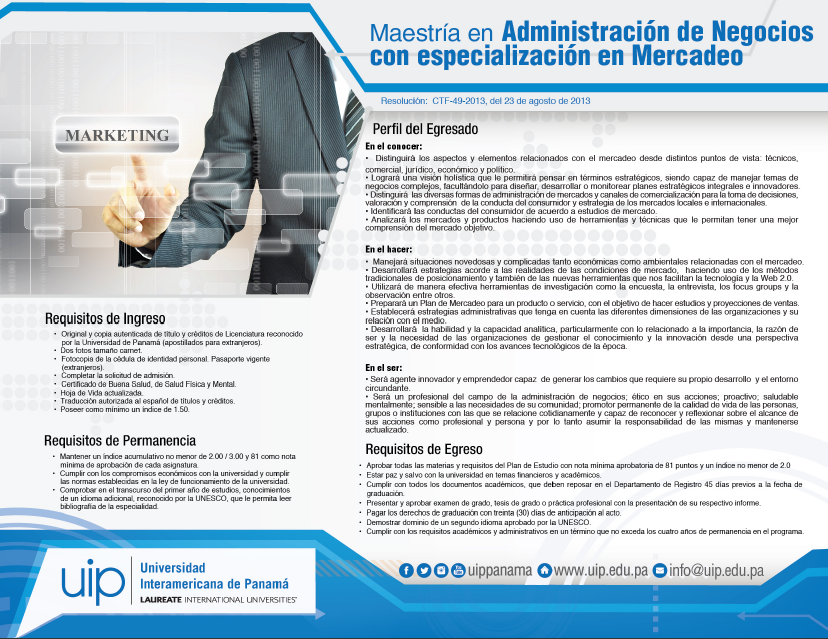 Maestría en Administración de Negocios
con especialización en Mercadeo
Resolución: CTF-49-2013, del 23 de agosto de 2013
MARKETING
Requisitos de Ingreso
• Original y copia autenticada de título y créditos de Licenciatura reconocido
por la Universidad de Panamá (apostillados para extranjeros).
• Dos fotos tamaño carnet.
• Fotocopia de la cédula de identidad personal. Pasaporte vigente
(extranjeros).
• Completar la solicitud de admisión.
• Certificado de Buena Salud, de Salud Física y Mental.
• Hoja de Vida actualizada.
• Traducción autorizada al español de títulos y créditos.
• Poseer como mínimo un índice de 1.50.
Requisitos de Permanencia
• Mantener un índice acumulativo no menor de 2.00 / 3.00 y 81 como nota
mínima de aprobación de cada asignatura.
• Cumplir con los compromisos económicos con la universidad y cumplir
las normas establecidas en la ley de funcionamiento de la universidad.
• Comprobar en el transcurso del primer año de estudios, conocimientos
de un idioma adicional, reconocido por la UNESCO, que le permita leer
bibliografía de la especialidad.
Perfil del Egresado
En el conocer:
• Distinguirá los aspectos y elementos relacionados con el mercadeo desde distintos puntos de vista: técnicos,
comercial, jurídico, económico y político.
• Logrará una visión holística que le permitirá pensar en términos estratégicos, siendo capaz de manejar temas de
negocios complejos, facultándolo para diseñar, desarrollar o monitorear planes estratégicos integrales e innovadores.
• Distinguirá las diversas formas de administración de mercados y canales de comercialización para la toma de decisiones,
valoración y comprensión de la conducta del consumidor y estrategia de los mercados locales e internacionales.
• Identificará las conductas del consumidor de acuerdo a estudios de mercado.
• Analizará los mercados y productos haciendo uso de herramientas y técnicas que le permitan tener una mejor
comprensión del mercado objetivo.
En el hacer:
• Manejará situaciones novedosas y complicadas tanto económicas como ambientales relacionadas con el mercadeo.
• Desarrollará estrategias acorde a las realidades de las condiciones de mercado, haciendo uso de los métodos
tradicionales de posicionamiento y también de las nuevas herramientas que nos facilitan la tecnología y la Web 2.0.
• Utilizará de manera efectiva herramientas de investigación como la encuesta, la entrevista, los focus groups y la
observación entre otros.
• Preparará un Plan de Mercadeo para un producto o servicio, con el objetivo de hacer estudios y proyecciones de ventas.
• Establecerá estrategias administrativas que tenga en cuenta las diferentes dimensiones de las organizaciones y su
relación con el medio.
• Desarrollará la habilidad y la capacidad analítica, particularmente con lo relacionado a la importancia, la razón de
ser y la necesidad de las organizaciones de gestionar el conocimiento y la innovación desde una perspectiva
estratégica, de conformidad con los avances tecnológicos de la época.
En el ser:
• Será agente innovador y emprendedor capaz de generar los cambios que requiere su propio desarrollo y el entorno
circundante.
• Será un profesional del campo de la administración de negocios; ético en sus acciones; proactivo; saludable
mentalmente; sensible a las necesidades de su comunidad; promotor permanente de la calidad de vida de las personas,
grupos o instituciones con las que se relacione cotidianamente y capaz de reconocer y reflexionar sobre el alcance de
sus acciones como profesional y persona y por lo tanto asumir la responsabilidad de las mismas y mantenerse
actualizado.
Requisitos de Egreso
• Aprobar todas las materias y requisitos del Plan de Estudio con nota mínima aprobatoria de 81 puntos y un índice no menor de 2.0
• Estar paz y salvo con la universidad en temas financieros y académicos.
• Cumplir con todos los documentos académicos, que deben reposar en el Departamento de Registro 45 días previos a la fecha de
graduación.
• Presentar y aprobar examen de grado, tesis de grado o práctica profesional con la presentación de su respectivo informe.
• Pagar los derechos de graduación con treinta (30) días de anticipación al acto.
• Demostrar dominio de un segundo idioma aprobado por la UNESCO.
• Cumplir con los requisitos académicos y administrativos en un término que no exceda los cuatro años de permanencia en el programa.
uip
Universidad
Interamericana de Panamá
LAUREATE INTERNATIONAL UNIVERSITIES
uippanama www.uip.edu.pa info@uip.edu.pa